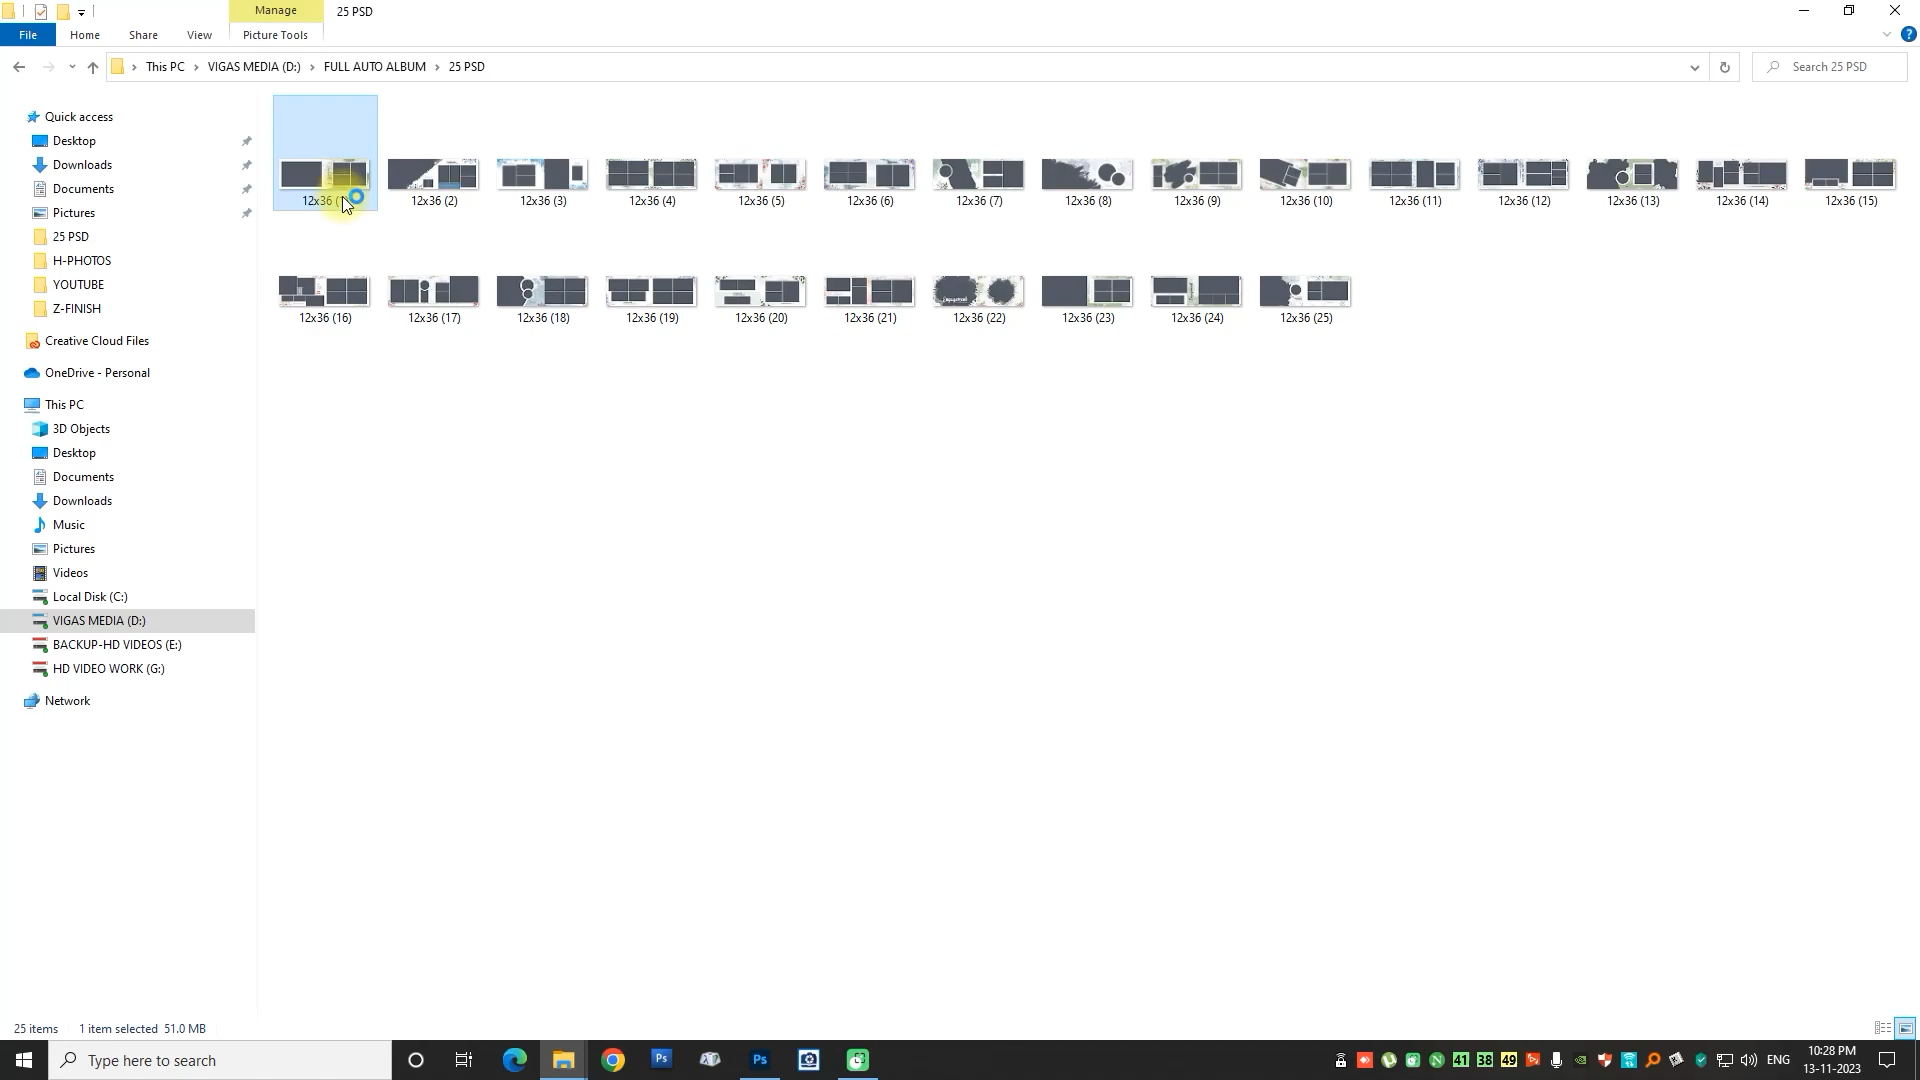 Manage
25 PSD
File
Home
Share
View
Picture Tools
This PC
VIGAS MEDIA (D:)
FULL AUTO ALBUM
25 PSD
Search 25 PSD
Quick access
Desktop
Downloads
Documents
Pictures
25 PSD
H-PHOTOS
YOUTUBE
Z-FINISH
Creative Cloud Files
OneDrive - Personal
This PC
3D Objects
Desktop
Documents
Downloads
Music
Pictures
Videos
Local Disk (C:)
VIGAS MEDIA (D:)
BACKUP-HD VIDEOS (E:)
HD VIDEO WORK (G:)
Network
12x36
12x36 (2)
12x36 (3)
12x36 (4)
12x36 (5)
12x36 (6)
12x36 (7)
12x36 (8)
12x36 (9)
12x36 (10)
12x36 (11)
12x36 (12)
12x36 (13)
12x36 (14)
12x36 (15)
12x36 (16)
12x36 (17)
12x36 (18)
12x36 (19)
12x36 (20)
12x36 (21)
12x36 (22)
12x36 (23)
12x36 (24)
12x36 (25)
25 items
1 item selected 51.0 MB
Type here to search
Ps
Ps
41
38
49
ENG
10:28 PM
13-11-2023